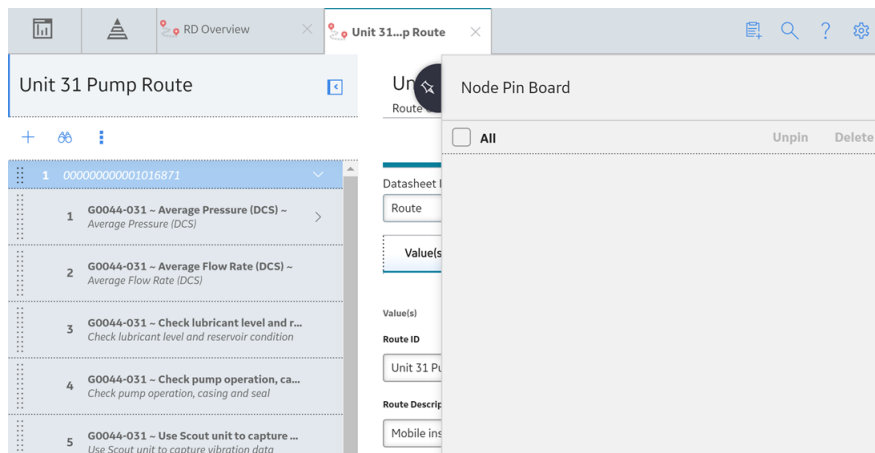 RD Overview
Unit 31...p Route
Unit 31 Pump Route
Node Pin Board
Route
All
Unpin
Delete
1 000000000001016871
1
G0044-031 ~ Average Pressure (DCS) ~
Average Pressure (DCS)
2
G0044-031 ~ Average Flow Rate (DCS) ~
Average Flow Rate (DCS)
3
G0044-031 ~ Check lubricant level and r...
Check lubricant level and reservoir condition
4
G0044-031 ~ Check pump operation, ca...
Check pump operation, casing and seal
5
G0044-031 ~ Use Scout unit to capture ...
Use Scout unit to capture vibration data
Datasheet
Route
Value(s
Value(s)
Route ID
Unit 31
Route
Mobile